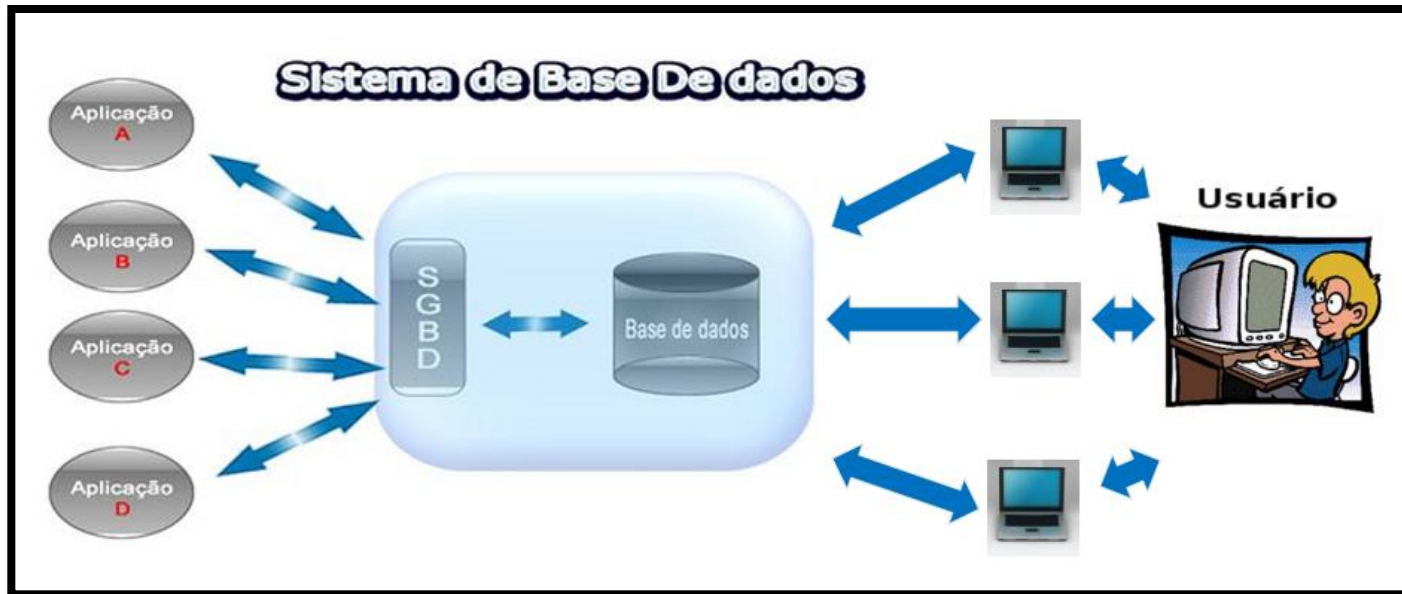 Sistema de Base De dados
Aplicação
A
Aplicação
B
Aplicação
C
Aplicação
D
S
G
B
D
Base de dados
Usuário